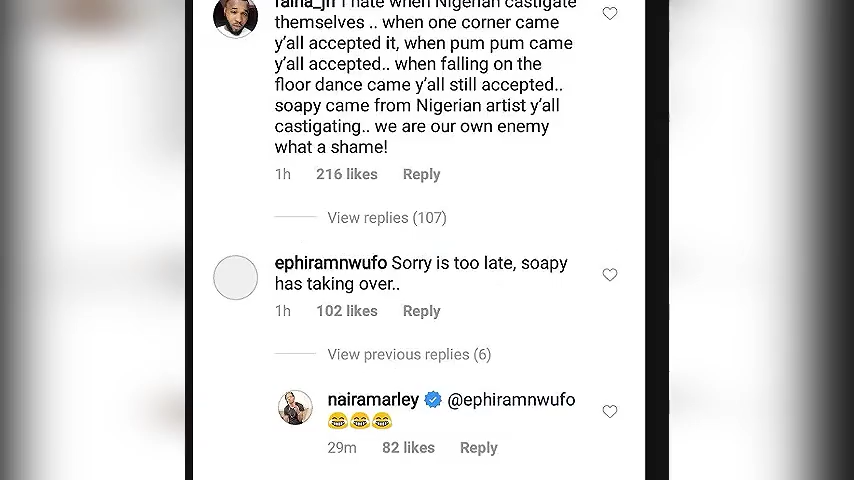 I hate when Nigerian castigate
themselves .. when one corner came
y'all accepted it, when pum pum came
y'all accepted.. when falling on the
floor dance came y'all still accepted..
soapy came from Nigerian artist y'all
castigating.. we are our own enemy
what a shame!
1h 216 likes Reply
View replies (107)
ephiramnwufo Sorry is too late, soapy
has taking over..
1h 102 likes Reply
View previous replies (6)
nairamarley @ephiramnwufo
😂😂😂
29m 82 likes Reply